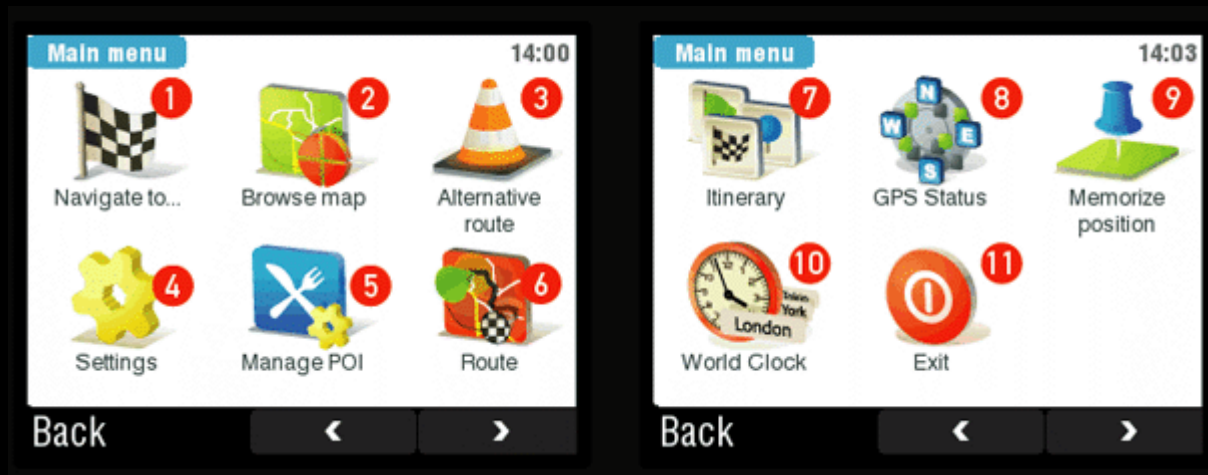 Main menu 14:00
1 2 3
Navigate to... Browse map Alternative
route
4 5 6
Settings Manage POI Route
Back
Main menu 14:03
7 8 9
N
W E
S
Itinerary GPS Status Memorize
position
10 11
York
London
World Clock Exit
Back